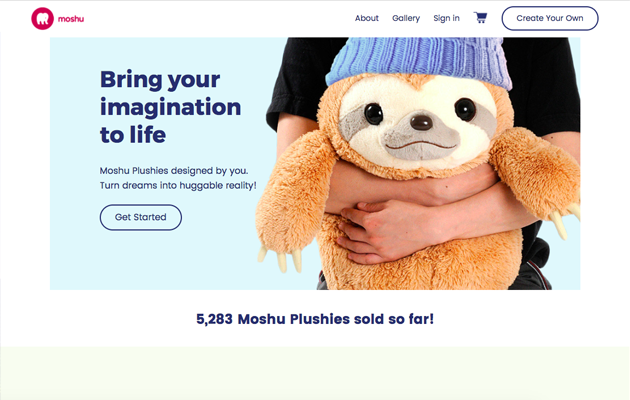 moshu
About
Gallery
Sign in
Create Your Own
Bring your
imagination
to life
Moshu Plushies designed by you.
Turn dreams into huggable reality!
Get Started
5,283 Moshu Plushies sold so far!